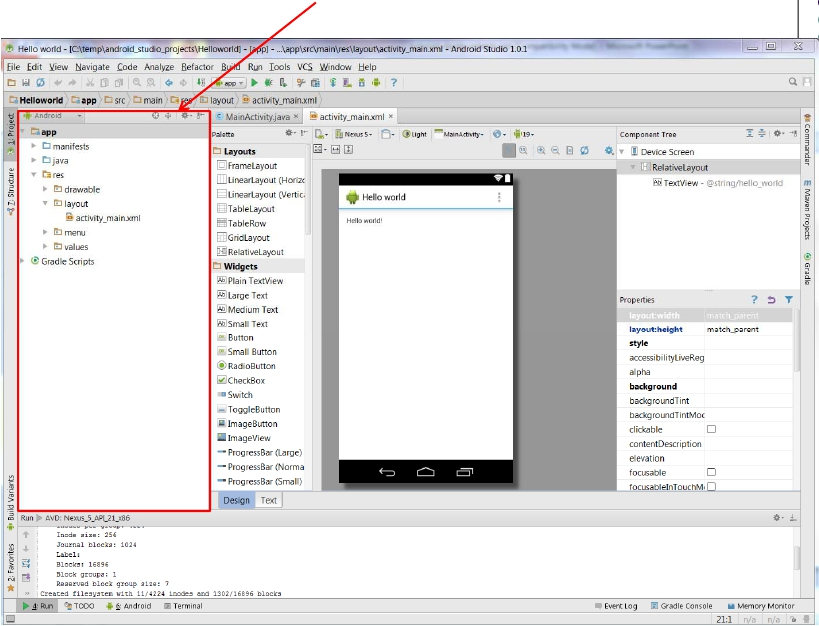 Hello world - [C:\temp\android_studio_projects\Helloworld] - [app] - ...\app\src\main\res\layout\activity_main.xml - Android Studio 1.0.1
File Edit View Navigate Code Analyze Refactor Build Run Tools VCS Window Help
app
Helloworld app src main res layout activity_main.xml
1: Project
Z: Structure
Build Variants
2: Favorites
Android
app
manifests
java
res
drawable
layout
activity_main.xml
menu
values
Gradle Scripts
MainActivity.java × activity_main.xml ×
Palette
Layouts
FrameLayout
LinearLayout (Horizo
LinearLayout (Vertic
TableLayout
TableRow
GridLayout
RelativeLayout
Widgets
Plain TextView
Large Text
Medium Text
Small Text
Button
Small Button
RadioButton
CheckBox
Switch
ToggleButton
ImageButton
ImageView
ProgressBar (Large)
ProgressBar (Norma
ProgressBar (Small)
Nexus 5 Light MainActivity 19
Hello world
Hello world!
Design Text
Component Tree
Device Screen
RelativeLayout
TextView - @string/hello_world
Properties
layout:width match_parent
layout:height match_parent
style
accessibilityLiveReg
alpha
background
backgroundTint
backgroundTintMoc
clickable
contentDescription
elevation
focusable
focusableInTouchM
Commander
Maven Projects
Gradle
Run AVD: Nexus_5_API_21_x86
Inode size: 256
Journal blocks: 1024
Label:
Blocks: 16896
Block groups: 1
Reserved block group size: 7
Created filesystem with 11/4224 inodes and 1302/16896 blocks
4: Run TODO 6: Android Terminal Event Log Gradle Console Memory Monitor
21:1 n/a n/a